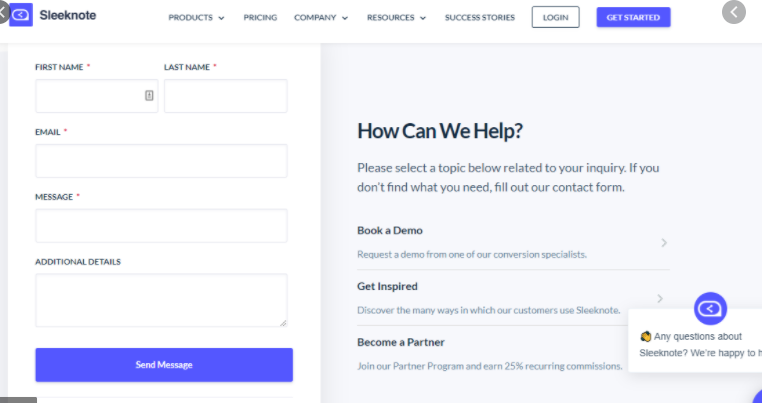 Sleeknote
PRODUCTS PRICING COMPANY RESOURCES SUCCESS STORIES LOGIN GET STARTED
FIRST NAME * LAST NAME *
EMAIL *
MESSAGE *
ADDITIONAL DETAILS
Send Message
How Can We Help?
Please select a topic below related to your inquiry. If you
don't find what you need, fill out our contact form.
Book a Demo
Request a demo from one of our conversion specialists.
Get Inspired
Discover the many ways in which our customers use Sleeknote.
Become a Partner
Join our Partner Program and earn 25% recurring commissions.
Any questions about
Sleeknote? We're happy to h